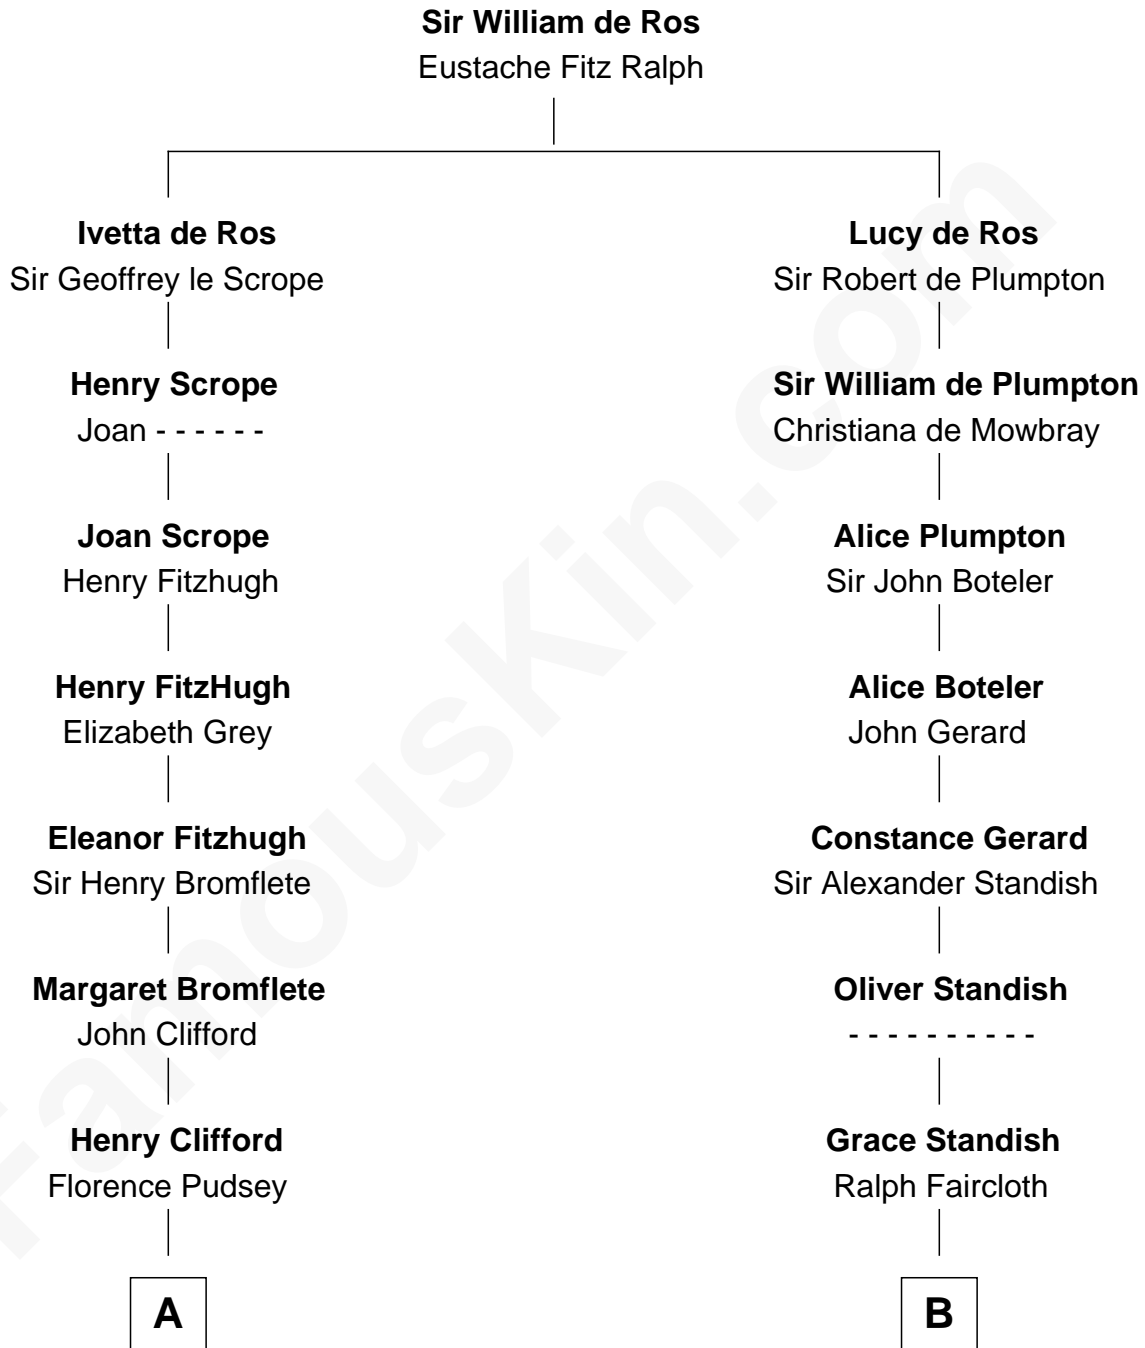 Sir William de Ros
Eustache Fitz Ralph
Ivetta de Ros
Sir Geoffrey le Scrope
Lucy de Ros
Sir Robert de Plumpton
Henry Scrope
Joan - - - - - -
Sir William de Plumpton
Christiana de Mowbray
Joan Scrope
Henry Fitzhugh
Alice Plumpton
Sir John Boteler
Henry FitzHugh
Elizabeth Grey
Alice Boteler
John Gerard
Eleanor Fitzhugh
Sir Henry Bromflete
Constance Gerard
Sir Alexander Standish
Margaret Bromflete
John Clifford
Oliver Standish
- - - - - - - - - -
Henry Clifford
Florence Pudsey
Grace Standish
Ralph Faircloth
A
B
FamousKin.com